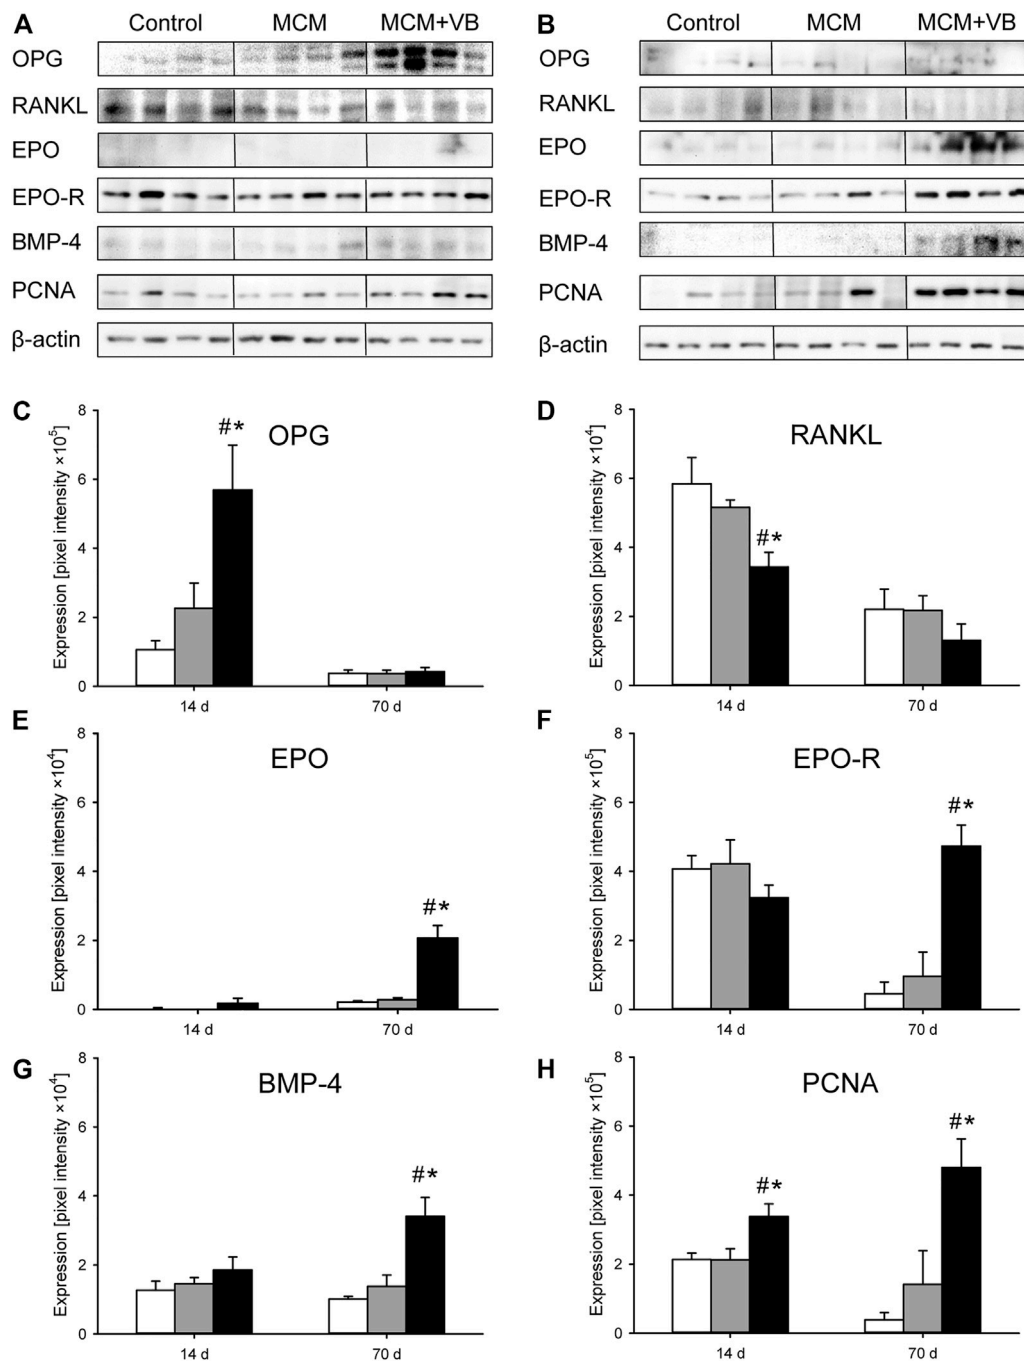 A Control MCM MCM+VB
OPG
RANKL
EPO
EPO-R
BMP-4
PCNA
β-actin
B Control MCM MCM+VB
OPG
RANKL
EPO
EPO-R
BMP-4
PCNA
β-actin
C
OPG
Expression [pixel intensity ×10⁵]
8
6
4
2
0
#*
14 d 70 d
D
RANKL
Expression [pixel intensity ×10⁴]
8
6
4
2
0
#*
14 d 70 d
E
EPO
Expression [pixel intensity ×10⁴]
8
6
4
2
0
#*
14 d 70 d
F
EPO-R
Expression [pixel intensity ×10⁵]
8
6
4
2
0
#*
14 d 70 d
G
BMP-4
Expression [pixel intensity ×10⁴]
8
6
4
2
0
#*
14 d 70 d
H
PCNA
Expression [pixel intensity ×10⁵]
8
6
4
2
0
#* #*
14 d 70 d